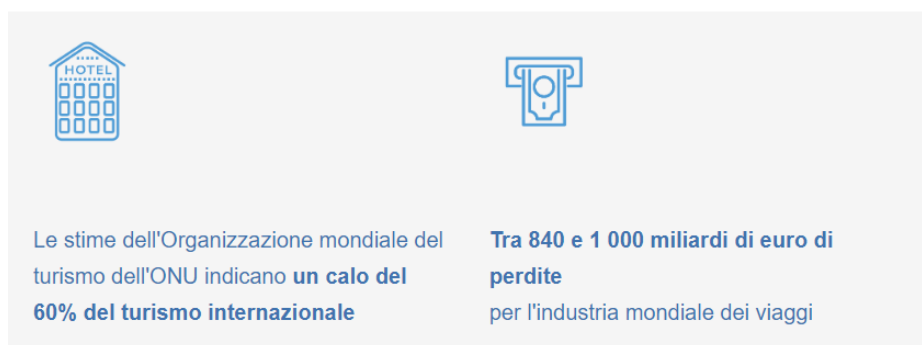 HOTEL
Le stime dell'Organizzazione mondiale del
turismo dell'ONU indicano un calo del
60% del turismo internazionale
Tra 840 e 1 000 miliardi di euro di
perdite
per l'industria mondiale dei viaggi